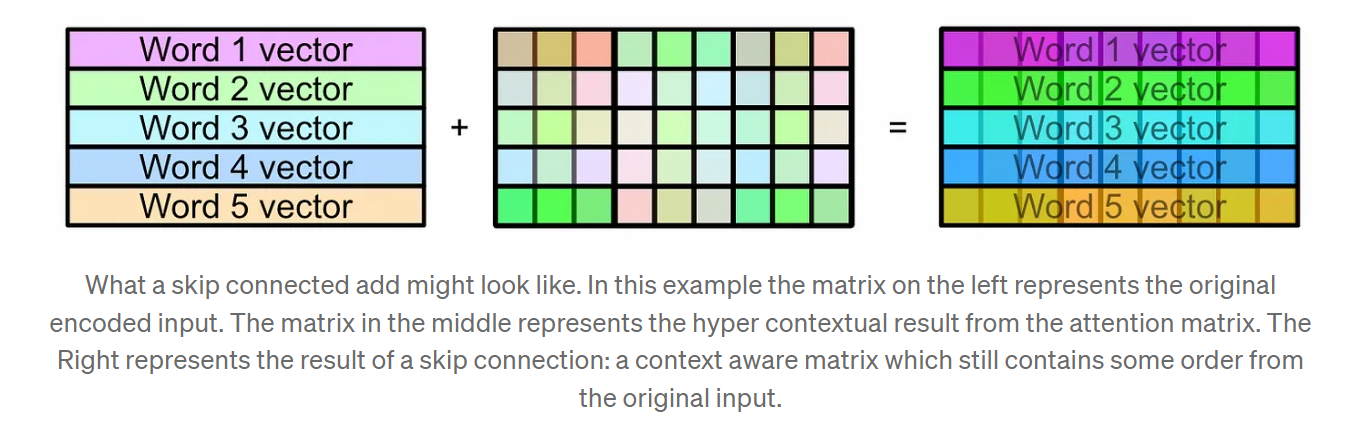 Word 1 vector
Word 2 vector
Word 3 vector
Word 4 vector
Word 5 vector
+
=
Word 1 vector
Word 2 vector
Word 3 vector
Word 4 vector
Word 5 vector
What a skip connected add might look like. In this example the matrix on the left represents the original
encoded input. The matrix in the middle represents the hyper contextual result from the attention matrix. The
Right represents the result of a skip connection: a context aware matrix which still contains some order from
the original input.